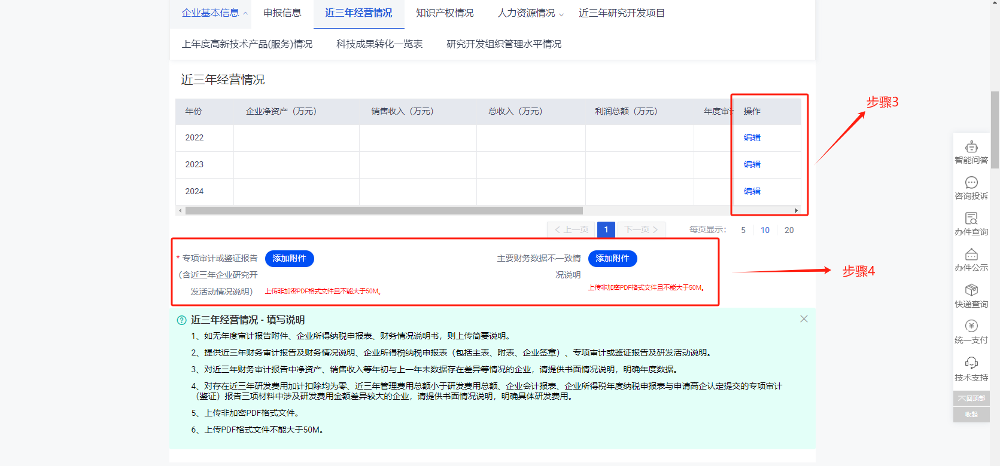 企业基本信息 申报信息 近三年经营情况 知识产权情况 人力资源情况 近三年研究开发项目
上年度高新技术产品(服务)情况 科技成果转化一览表 研究开发组织管理水平情况
近三年经营情况
年份 企业净资产（万元） 销售收入（万元） 总收入（万元） 利润总额（万元） 年度审 操作
2022 编辑
2023 编辑
2024 编辑
步骤3
上一页 1 下一页 每页显示： 5 10 20
* 专项审计或鉴证报告
（含近三年企业研究开
发活动情况说明）
添加附件
上传非加密PDF格式文件且不能大于50M。
主要财务数据不一致情
况说明
添加附件
上传非加密PDF格式文件且不能大于50M。
步骤4
近三年经营情况 - 填写说明
1、如无年度审计报告附件、企业所得纳税申报表、财务情况说明书，则上传简要说明。
2、提供近三年财务审计报告及财务情况说明、企业所得税纳税申报表（包括主表、附表、企业签章）、专项审计或鉴证报告及研发活动说明。
3、对近三年财务审计报告中净资产、销售收入等年初与上一年末数据存在差异等情况的企业，请提供书面情况说明，明确年度数据。
4、对存在近三年研发费用加计扣除均为零、近三年管理费用总额小于研发费用总额、企业会计报表、企业所得税年度纳税申报表与申请高企认定提交的专项审计
（鉴证）报告三项材料中涉及研发费用金额差异较大的企业，请提供书面情况说明，明确具体研发费用。
5、上传非加密PDF格式文件。
6、上传PDF格式文件不能大于50M。
智能问答
咨询投诉
办件查询
办件公示
快递查询
统一支付
技术支持
回顶部
收起